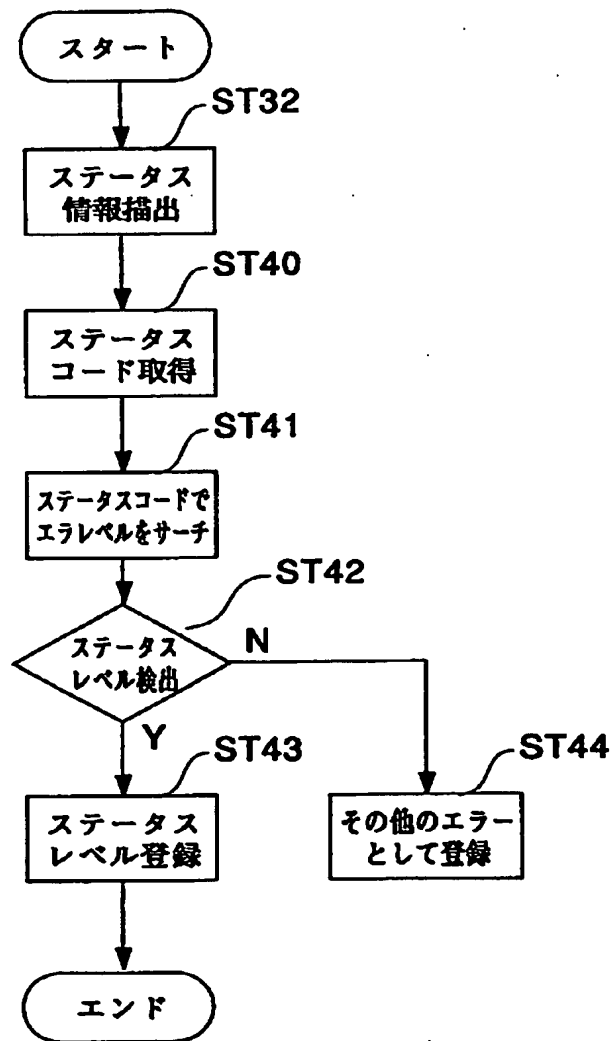 スタート
ST32
ステータス
情報描出
ST40
ステータス
コード取得
ST41
ステータスコードで
エラレベルをサーチ
ST42
ステータス
レベル検出
N
Y
ST43
ステータス
レベル登録
ST44
その他のエラー
として登録
エンド